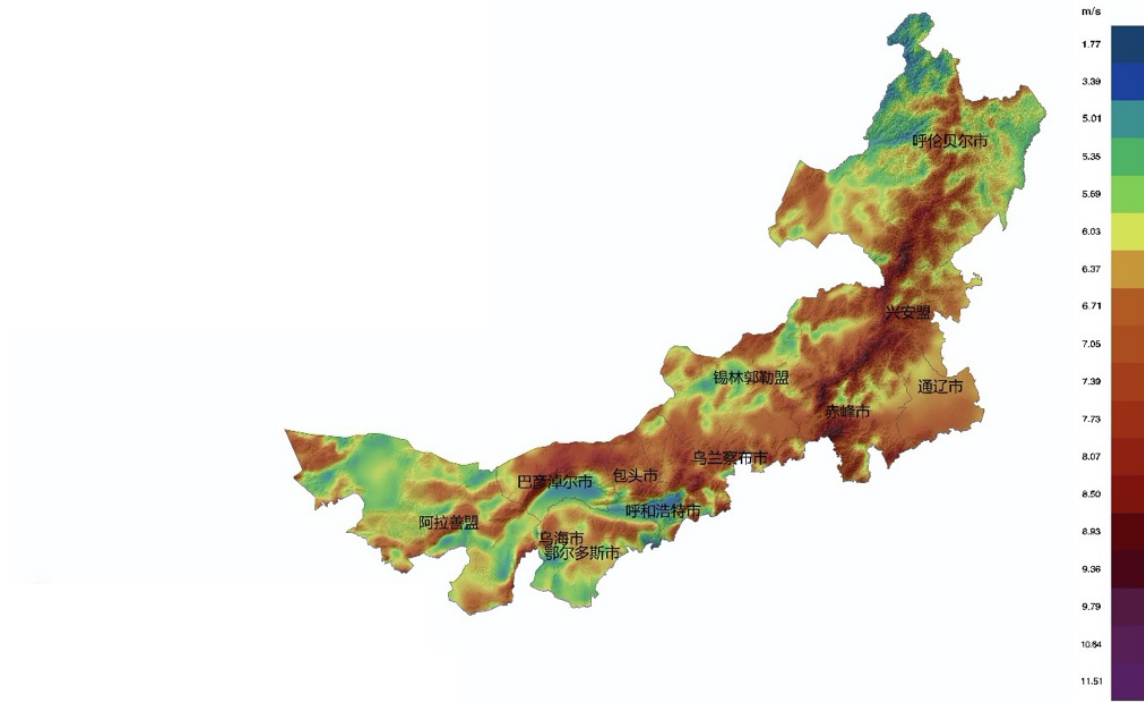 m/s
1.77
3.39
5.01
5.35
5.69
6.03
6.37
6.71
7.05
7.39
7.73
8.07
8.50
8.93
9.36
9.79
10.64
11.51
呼伦贝尔市
兴安盟
锡林郭勒盟
通辽市
赤峰市
乌兰察布市
包头市
巴彦淖尔市
呼和浩特市
阿拉善盟
乌海市
鄂尔多斯市